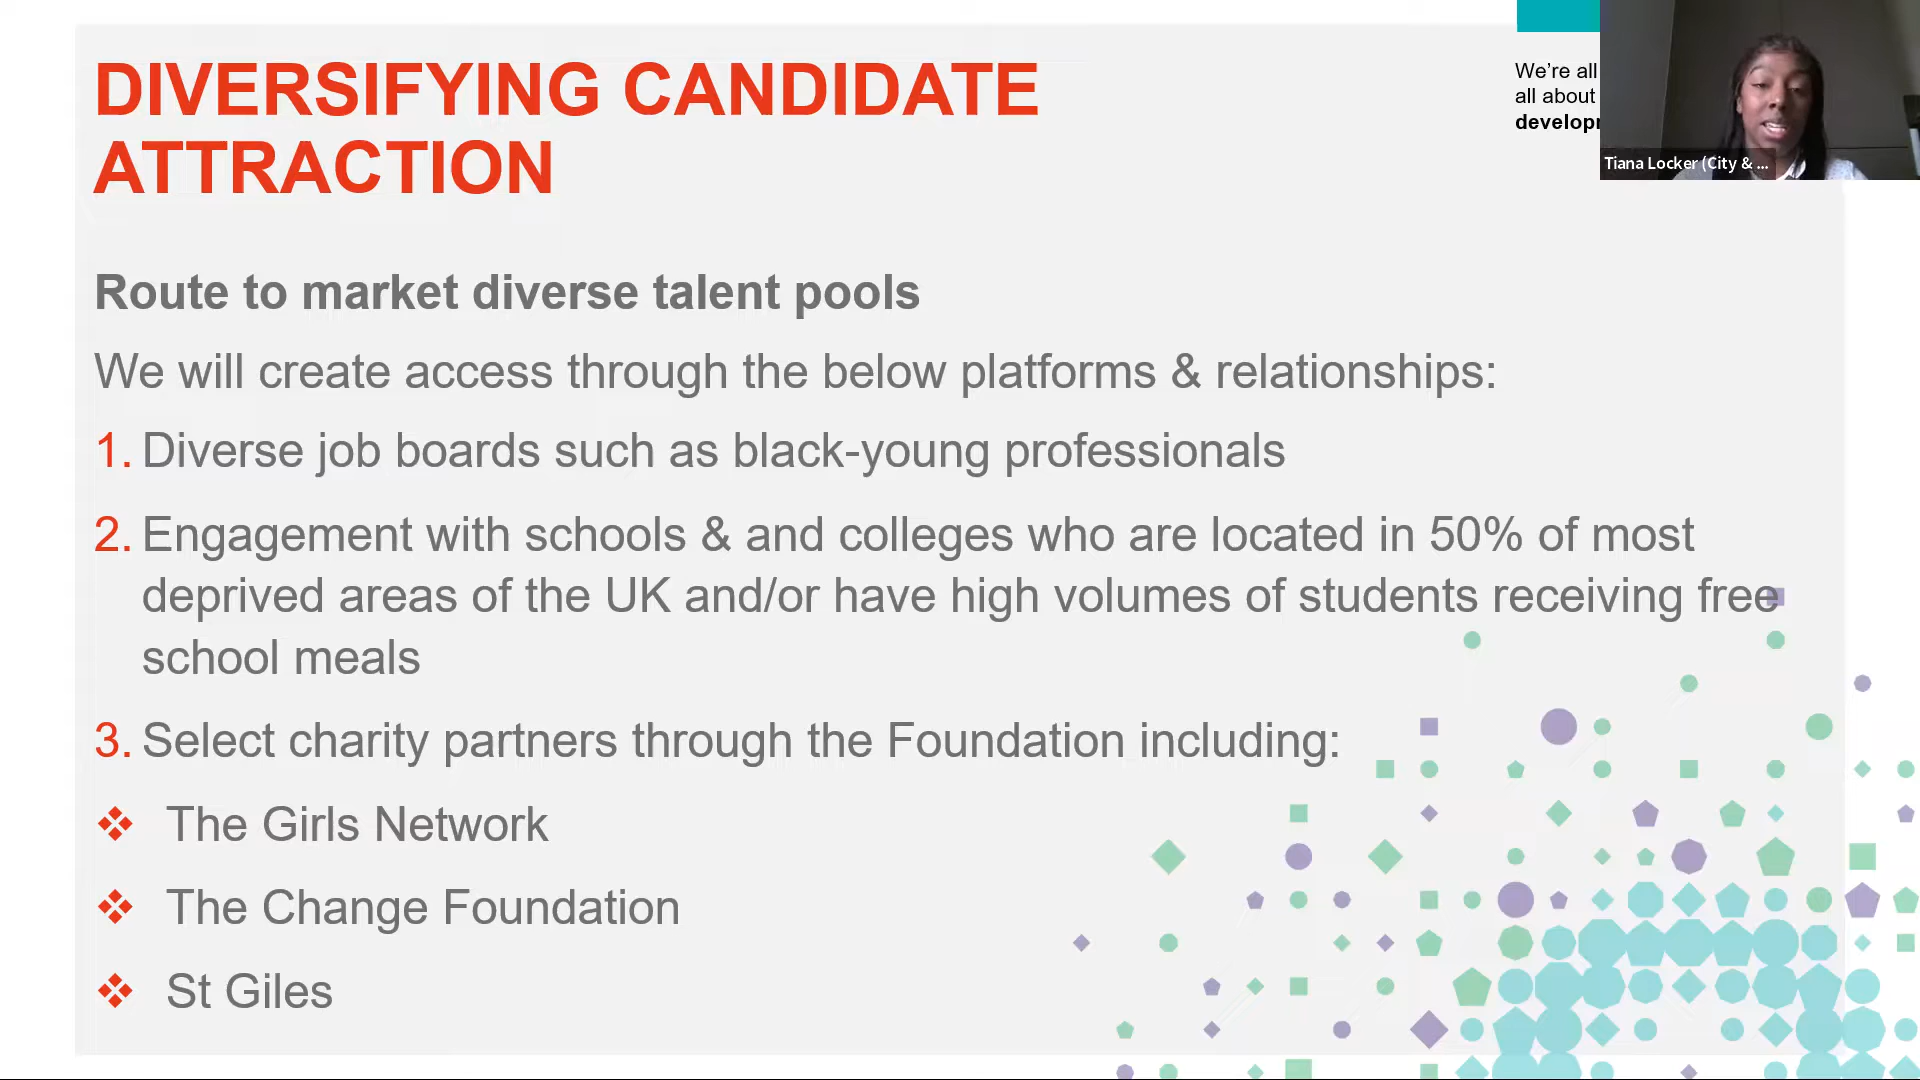 DIVERSIFYING CANDIDATE
ATTRACTION
We’re all
all about
Tiana Locker (City & ...
Route to market diverse talent pools
We will create access through the below platforms & relationships:
1. Diverse job boards such as black-young professionals
2. Engagement with schools & and colleges who are located in 50% of most
deprived areas of the UK and/or have high volumes of students receiving free
school meals
3. Select charity partners through the Foundation including:
❖ The Girls Network
❖ The Change Foundation
❖ St Giles